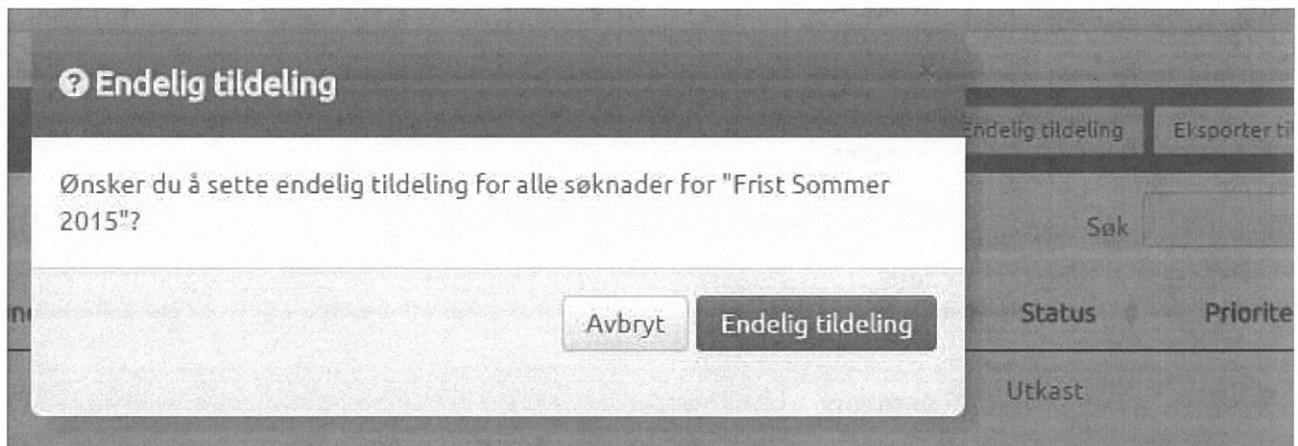 Endelig tildeling
Endelig tildeling
Eksporter
Ønsker du å sette endelig tildeling for alle søknader for "Frist Sommer
2015"?
Søk
Avbryt
Endelig tildeling
Status
Utkast